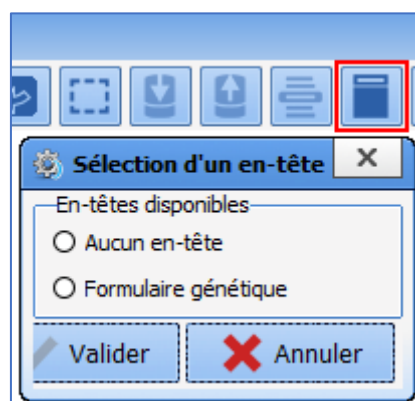 Sélection d'un en-tête
En-têtes disponibles
Aucun en-tête
Formulaire génétique
Valider
Annuler